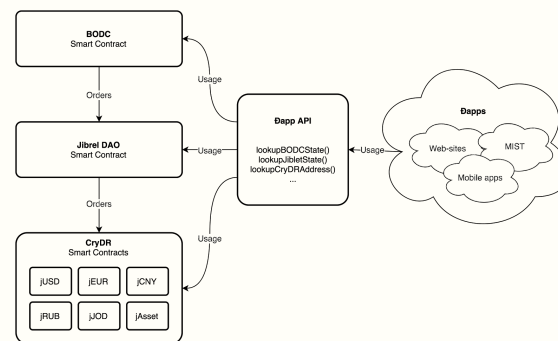 BODC
Smart Contract
Usage
Orders
Jibrel DAO
Smart Contract
Usage
Orders
Usage
CryDR
Smart Contracts
jUSD
jEUR
jCNY
jRUB
jJOD
jAsset
Đapp API
lookupBODCState()
lookupJibletState()
lookupCryDRAddress()
...
Usage
Đapps
Web-sites
MIST
Mobile apps